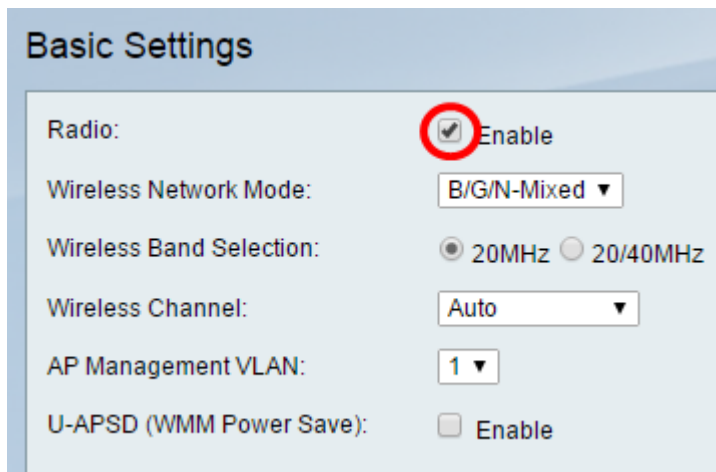 Basic Settings
Radio: Enable
Wireless Network Mode: B/G/N-Mixed
Wireless Band Selection: 20MHz 20/40MHz
Wireless Channel: Auto
AP Management VLAN: 1
U-APSD (WMM Power Save): Enable